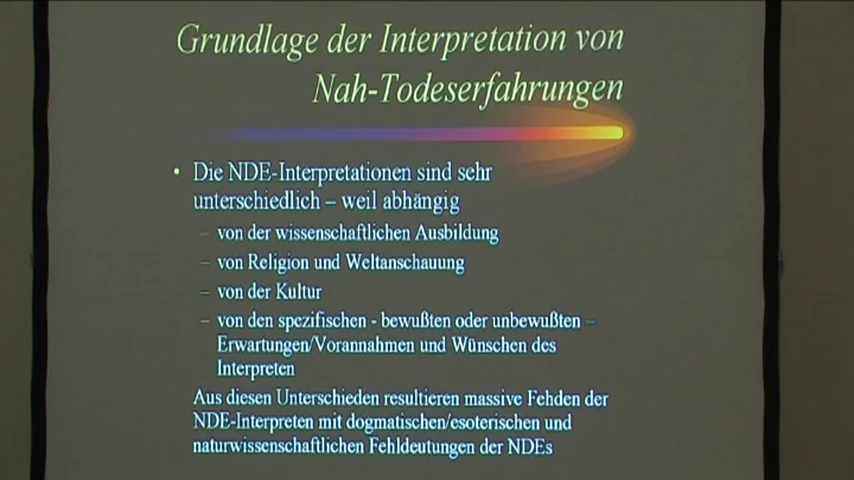 Grundlage der Interpretation von
Nah-Todeserfahrungen
• Die NDE-Interpretationen sind sehr
unterschiedlich – weil abhängig
– von der wissenschaftlichen Ausbildung
– von Religion und Weltanschauung
– von der Kultur
– von den spezifischen - bewußten oder unbewußten –
Erwartungen/Vorannahmen und Wünschen des
Interpreten
Aus diesen Unterschieden resultieren massive Fehden der
NDE-Interpreten mit dogmatischen/esoterischen und
naturwissenschaftlichen Fehldeutungen der NDEs